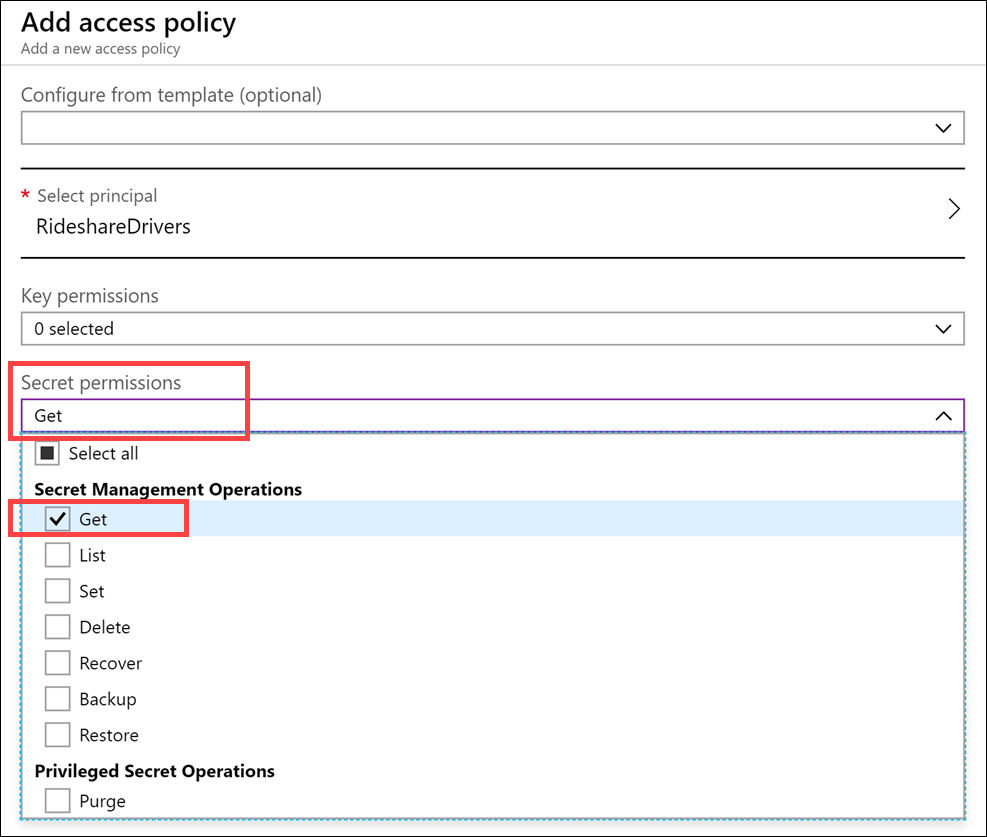 Add access policy
Add a new access policy
Configure from template (optional)
* Select principal
RideshareDrivers
Key permissions
0 selected
Secret permissions
Get
Select all
Secret Management Operations
Get
List
Set
Delete
Recover
Backup
Restore
Privileged Secret Operations
Purge